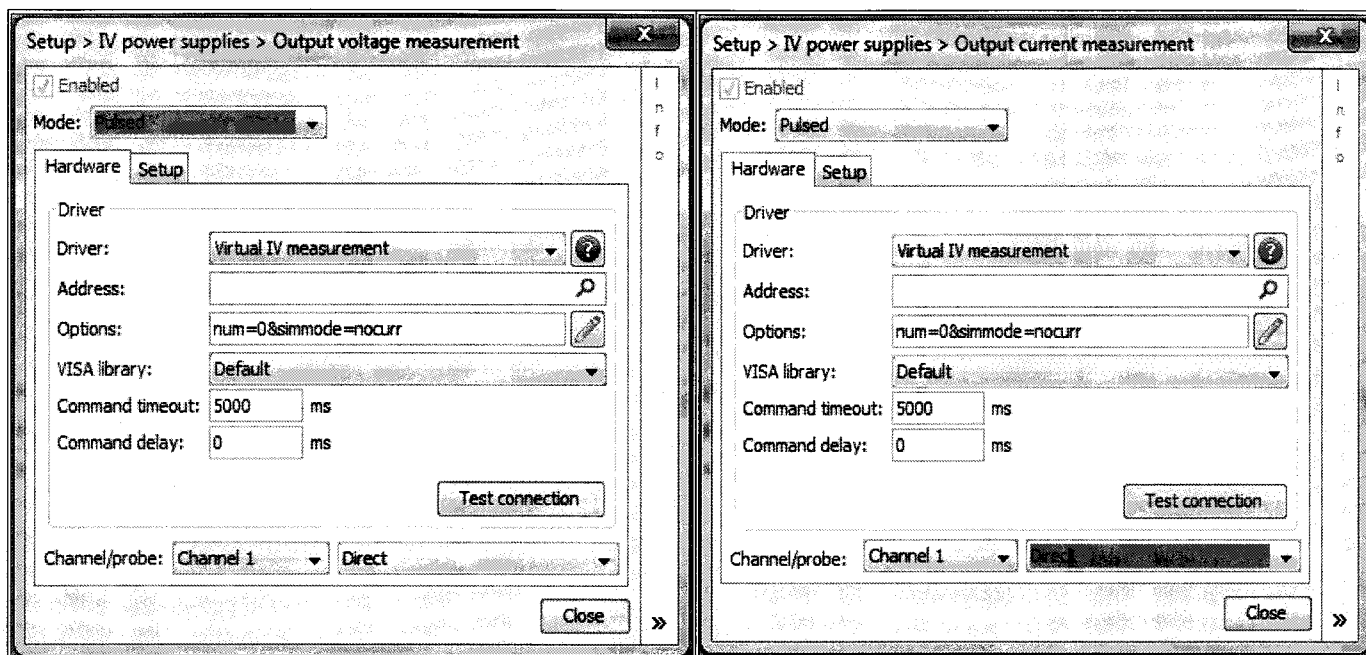 Setup > IV power supplies > Output voltage measurement
X
Enabled
Mode: Pulsed
Hardware Setup
Driver
Driver: Virtual IV measurement ?
Address:
Options: num=0&simmode=nocurr
VISA library: Default
Command timeout: 5000 ms
Command delay: 0 ms
Test connection
Channel/probe: Channel 1 Direct
Close »
I
n
f
o
Setup > IV power supplies > Output current measurement
X
Enabled
Mode: Pulsed
Hardware Setup
Driver
Driver: Virtual IV measurement ?
Address:
Options: num=0&simmode=nocurr
VISA library: Default
Command timeout: 5000 ms
Command delay: 0 ms
Test connection
Channel/probe: Channel 1 Direct
Close »
I
n
f
o